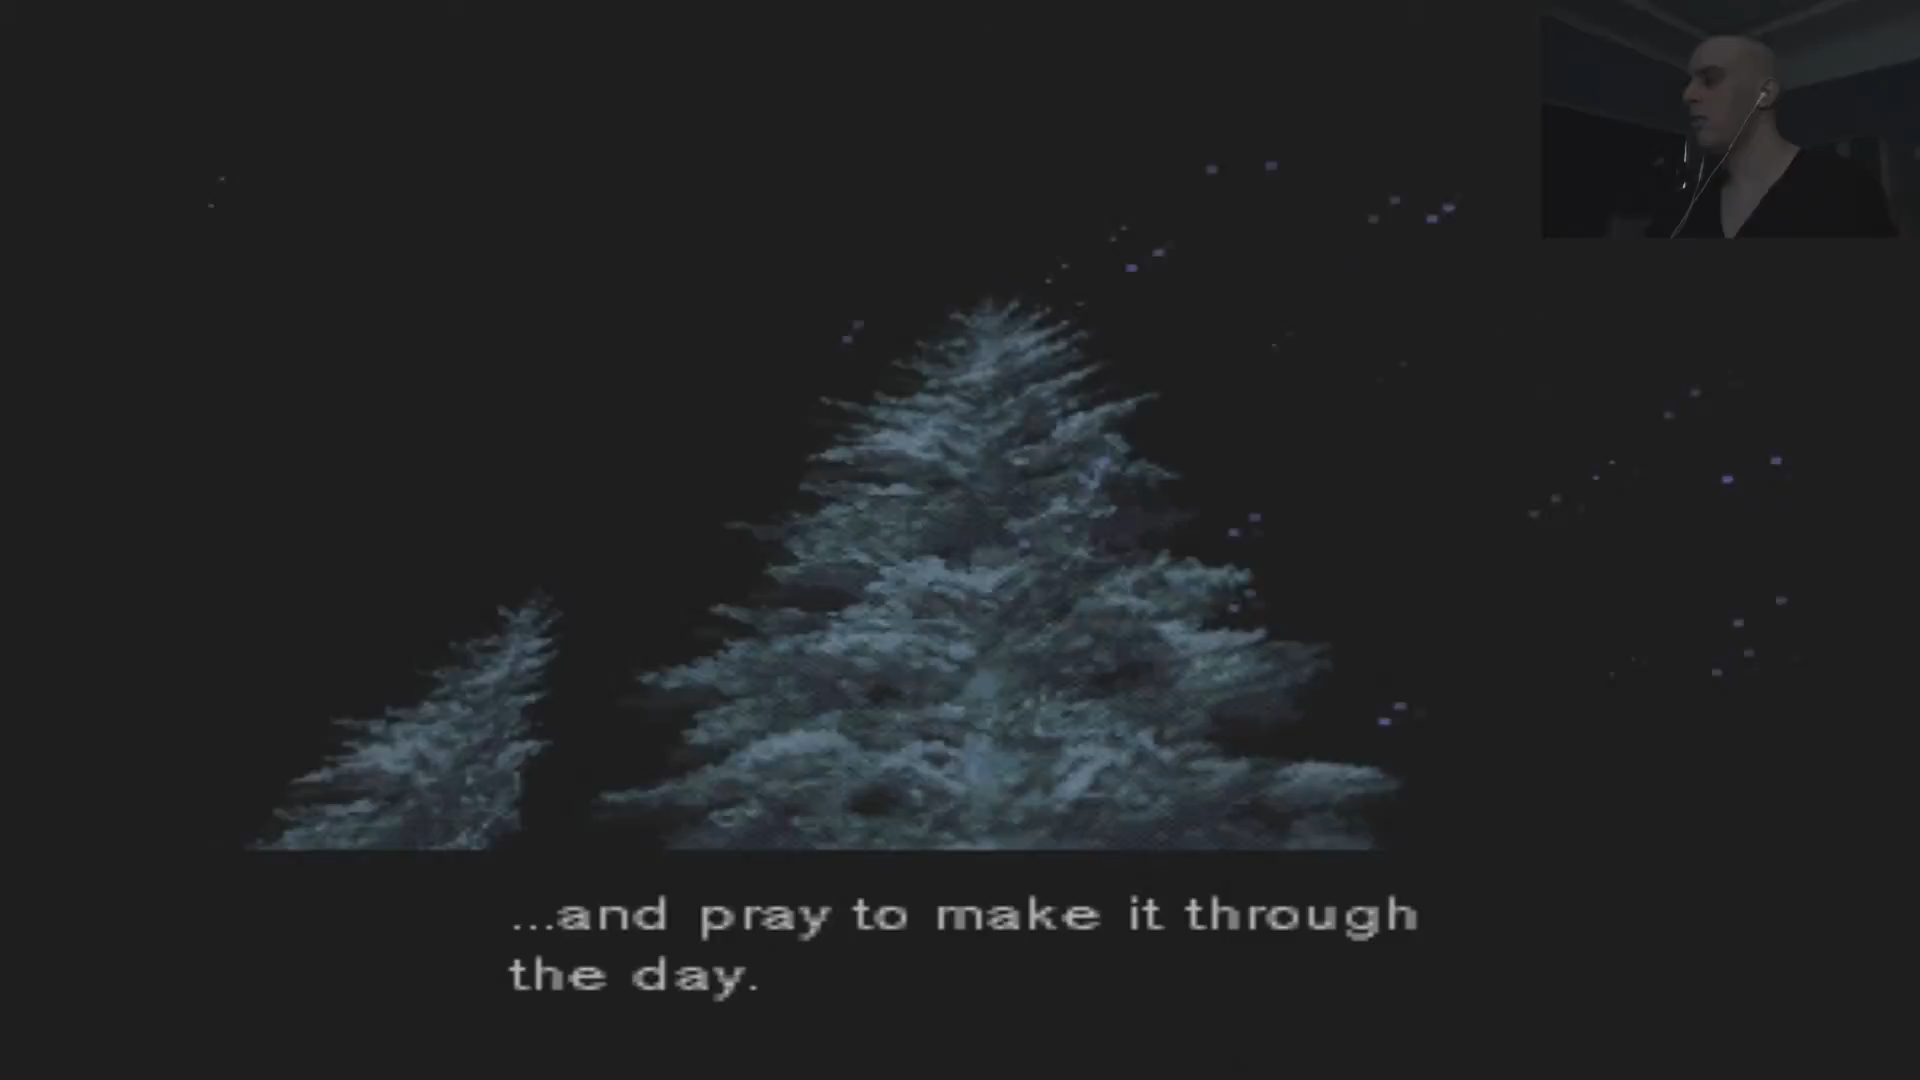 ...and pray to make it through
the day.